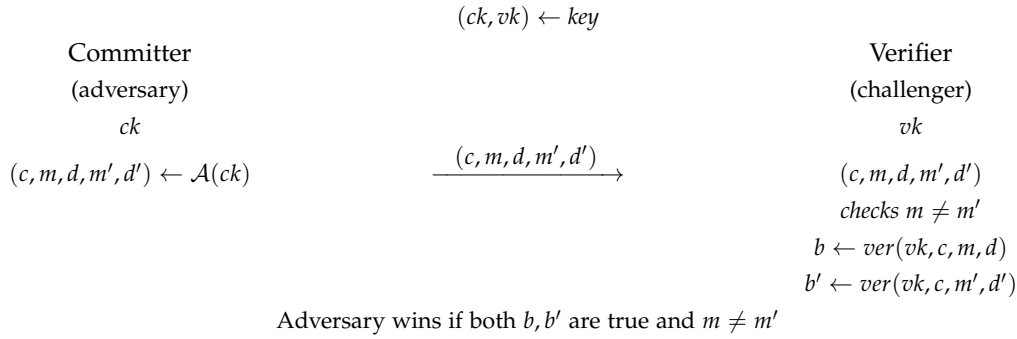 (ck, vk) ← key
Committer Verifier
(adversary) (challenger)
ck vk
(c, m, d, m′, d′) ← 𝒜(ck) (c, m, d, m′, d′) (c, m, d, m′, d′)
checks m ≠ m′
b ← ver(vk, c, m, d)
b′ ← ver(vk, c, m′, d′)
Adversary wins if both b, b′ are true and m ≠ m′